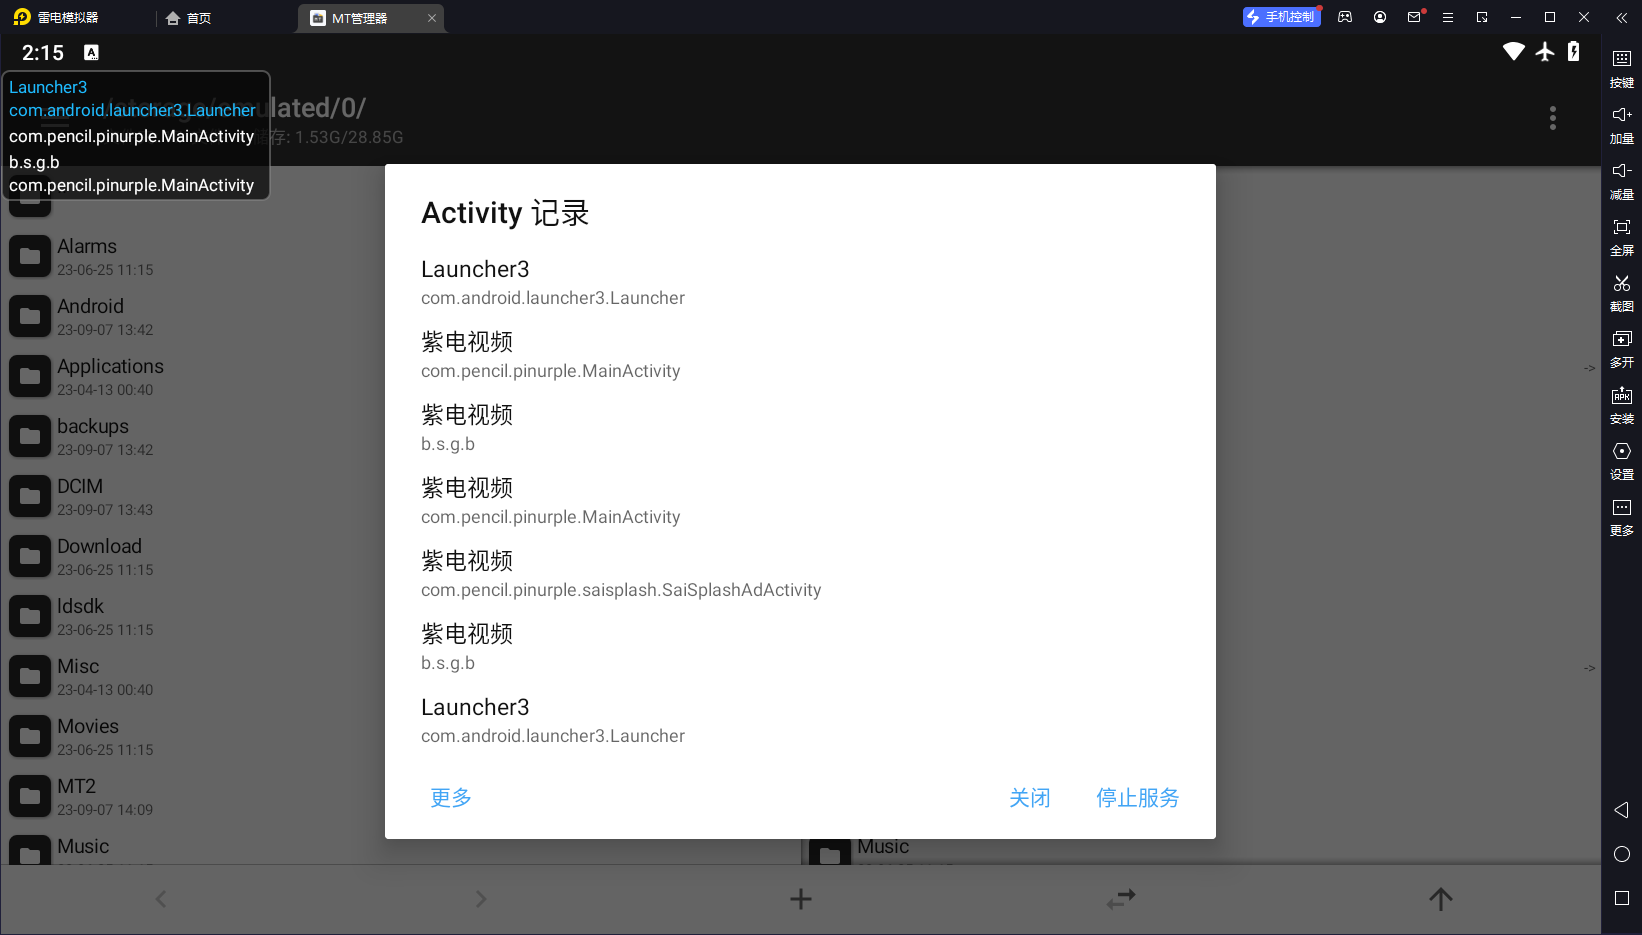 雷电模拟器
首页
MT管理器
手机控制
2:15
Launcher3
com.android.launcher3.Launcher
com.pencil.pinurple.MainActivity
b.s.g.b
com.pencil.pinurple.MainActivity
/storage/emulated/0/
储存: 1.53G/28.85G
Alarms
23-06-25 11:15
Android
23-09-07 13:42
Applications
23-04-13 00:40
backups
23-09-07 13:42
DCIM
23-09-07 13:43
Download
23-06-25 11:15
ldsdk
23-06-25 11:15
Misc
23-04-13 00:40
Movies
23-06-25 11:15
MT2
23-09-07 14:09
Music
Activity 记录
Launcher3
com.android.launcher3.Launcher
紫电视频
com.pencil.pinurple.MainActivity
紫电视频
b.s.g.b
紫电视频
com.pencil.pinurple.MainActivity
紫电视频
com.pencil.pinurple.saisplash.SaiSplashAdActivity
紫电视频
b.s.g.b
Launcher3
com.android.launcher3.Launcher
更多
关闭
停止服务
->
->
Music
按键
加量
减量
全屏
截图
多开
APK
安装
设置
更多